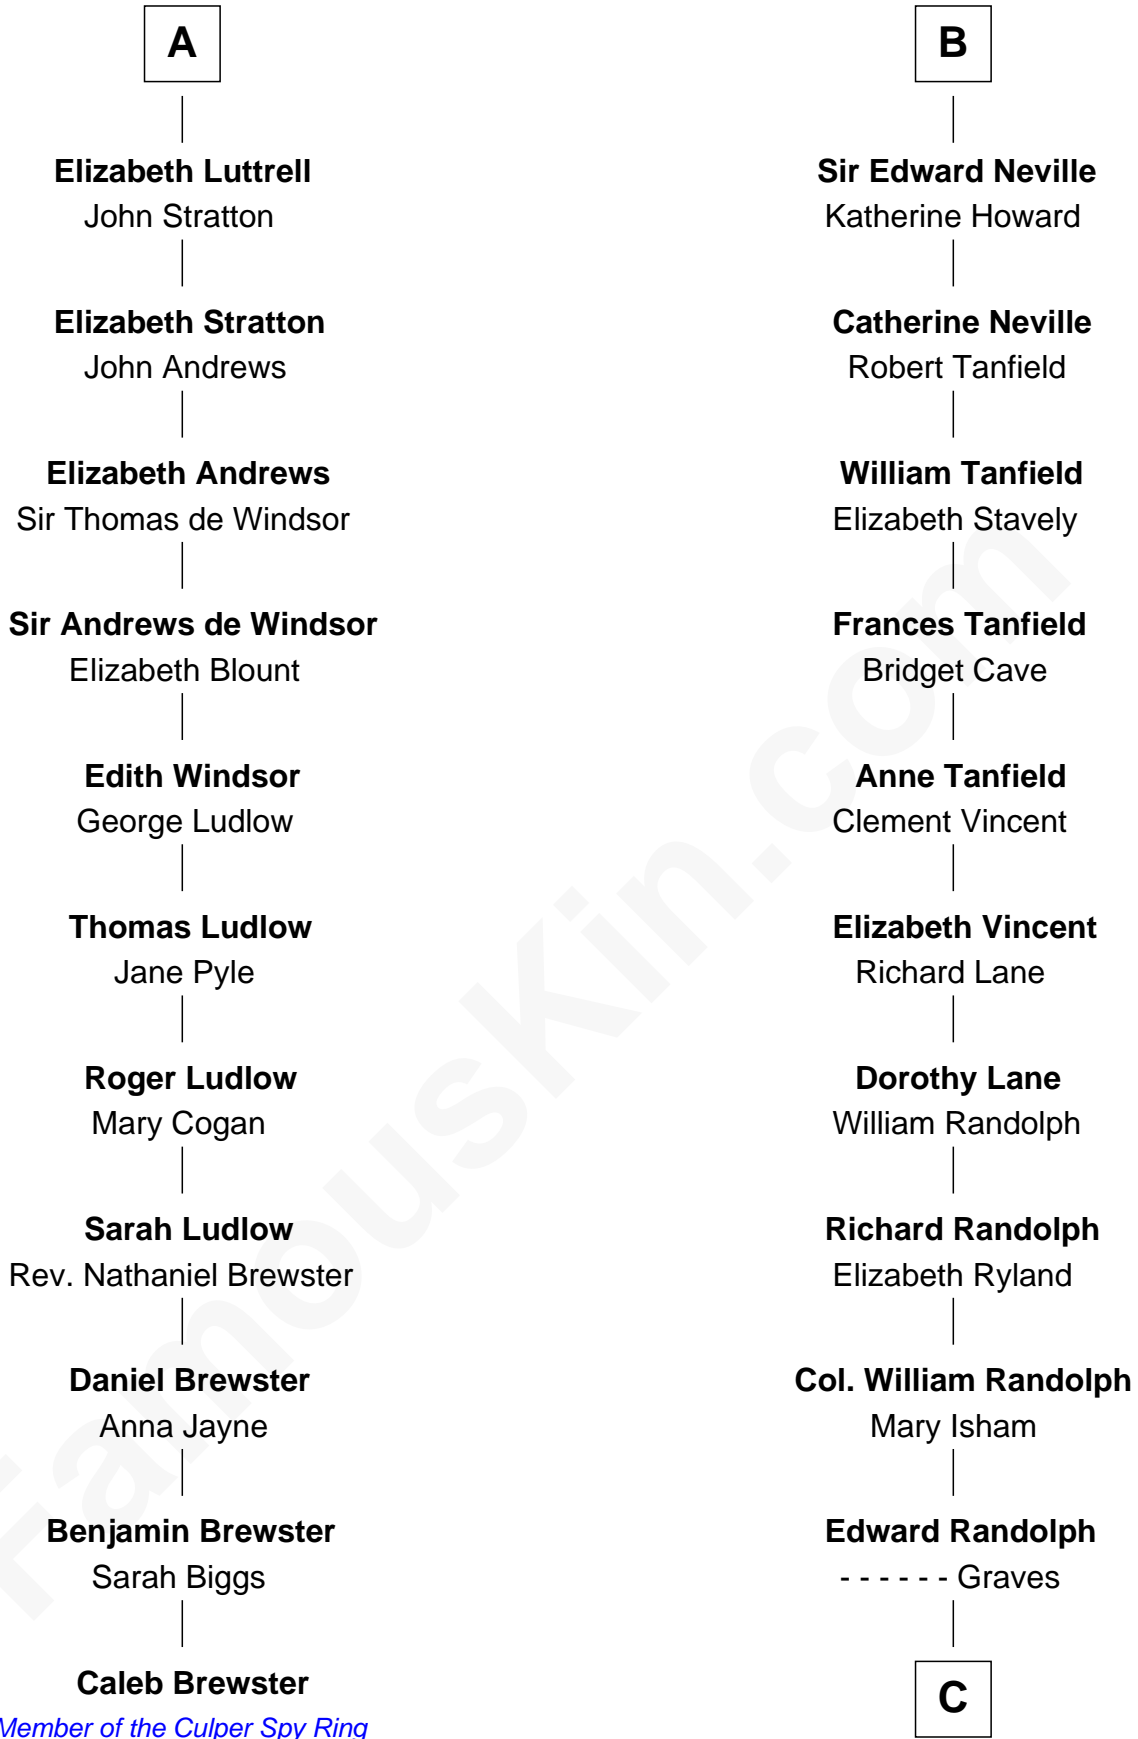 A
Elizabeth Luttrell
John Stratton
Elizabeth Stratton
John Andrews
Elizabeth Andrews
Sir Thomas de Windsor
Sir Andrews de Windsor
Elizabeth Blount
Edith Windsor
George Ludlow
Thomas Ludlow
Jane Pyle
Roger Ludlow
Mary Cogan
Sarah Ludlow
Rev. Nathaniel Brewster
Daniel Brewster
Anna Jayne
Benjamin Brewster
Sarah Biggs
Caleb Brewster
Member of the Culper Spy Ring
B
Sir Edward Neville
Katherine Howard
Catherine Neville
Robert Tanfield
William Tanfield
Elizabeth Stavely
Frances Tanfield
Bridget Cave
Anne Tanfield
Clement Vincent
Elizabeth Vincent
Richard Lane
Dorothy Lane
William Randolph
Richard Randolph
Elizabeth Ryland
Col. William Randolph
Mary Isham
Edward Randolph
- - - - - - Graves
C
FamousKin.com